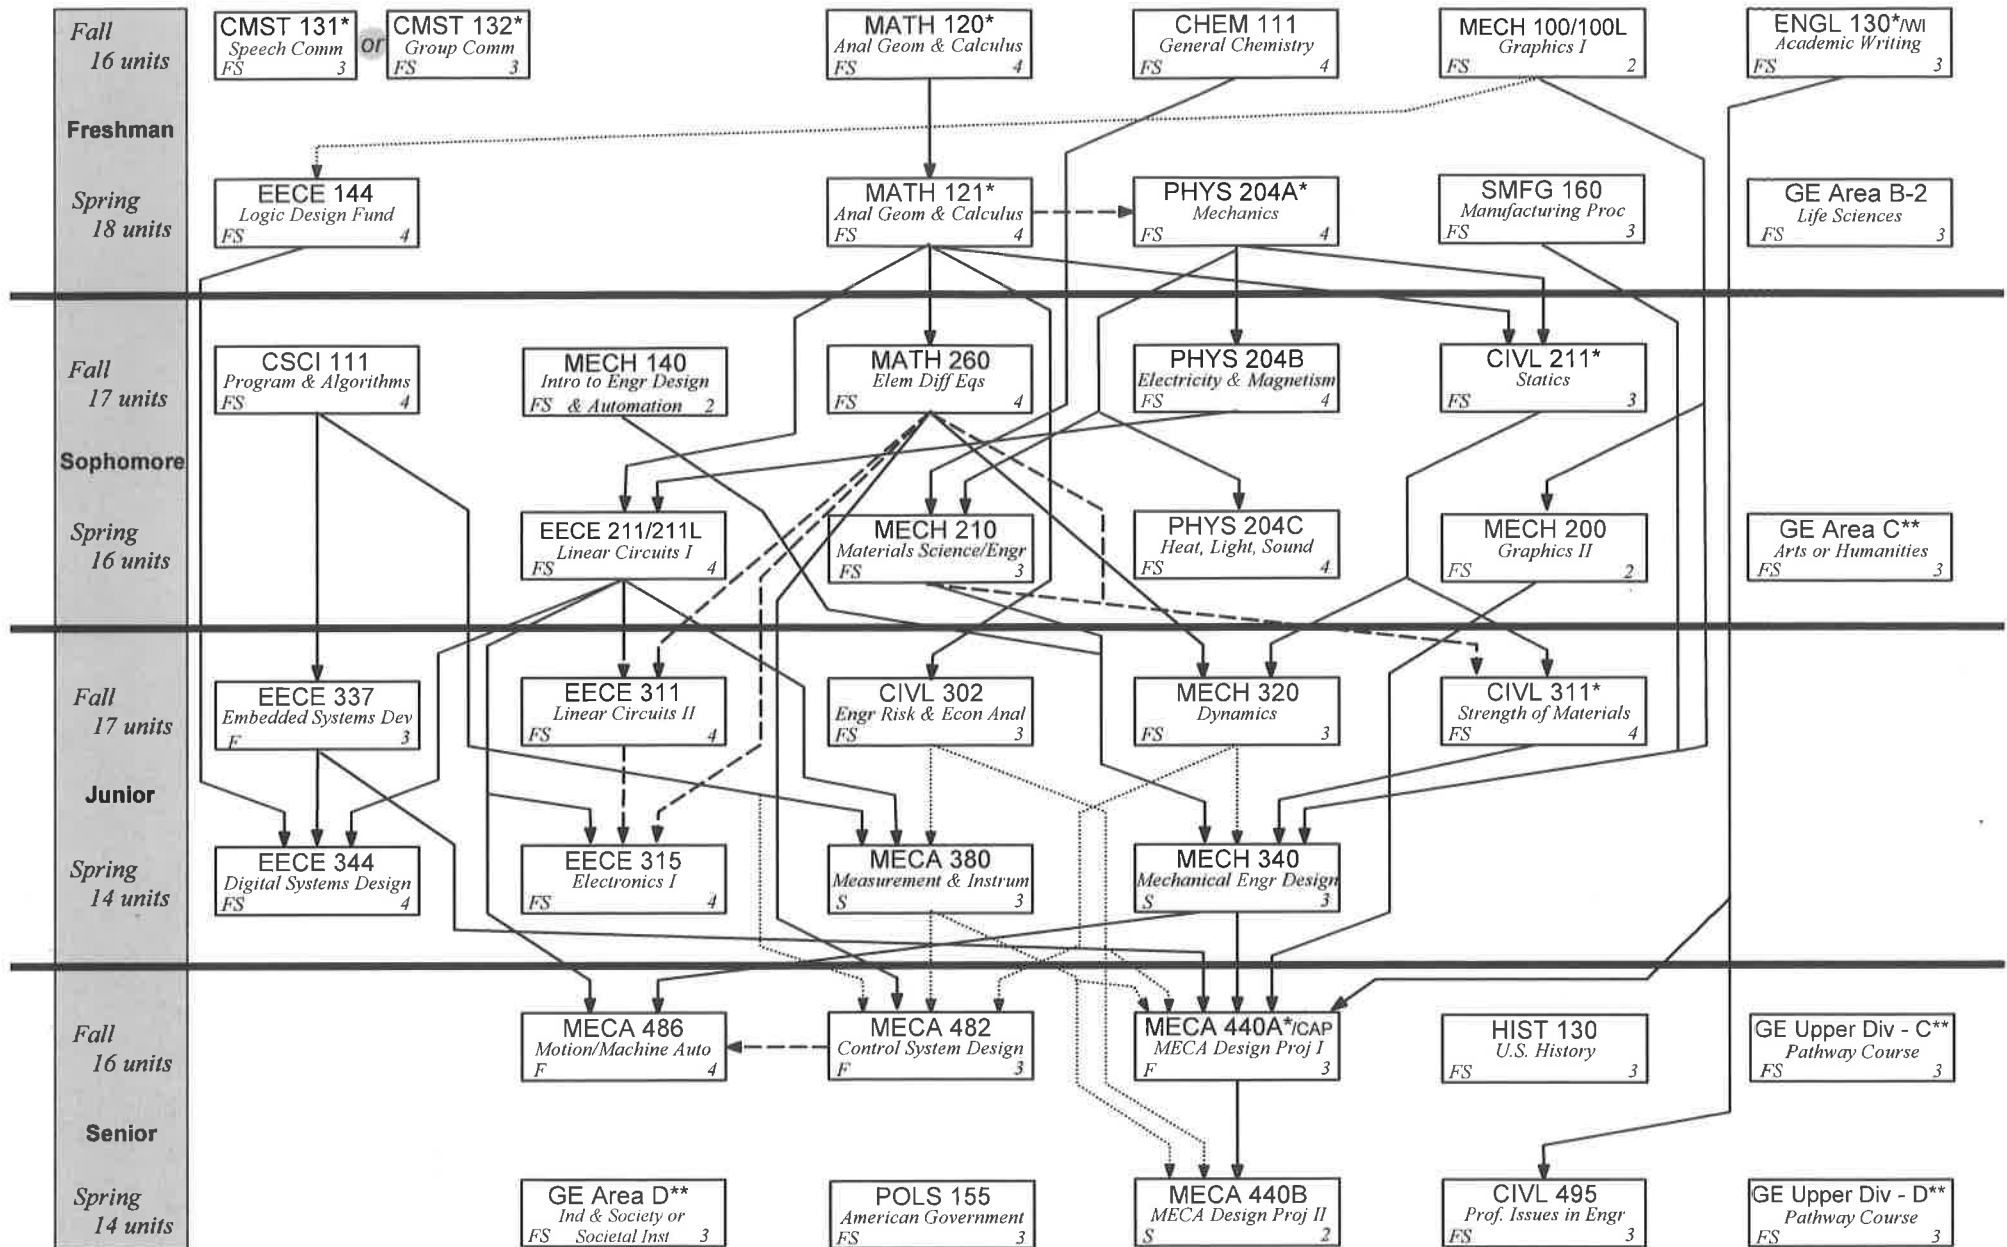 Fall
16 units
CMST 131*
Speech Comm
FS 3
or
CMST 132*
Group Comm
FS 3
MATH 120*
Anal Geom & Calculus
FS 4
CHEM 111
General Chemistry
FS 4
MECH 100/100L
Graphics I
FS 2
ENGL 130*/WI
Academic Writing
FS 3
Freshman
Spring
18 units
EECE 144
Logic Design Fund
FS 4
MATH 121*
Anal Geom & Calculus
FS 4
PHYS 204A*
Mechanics
FS 4
SMFG 160
Manufacturing Proc
FS 3
GE Area B-2
Life Sciences
FS 3
Fall
17 units
CSCI 111
Program & Algorithms
FS 4
MECH 140
Intro to Engr Design
FS & Automation 2
MATH 260
Elem Diff Eqs
FS 4
PHYS 204B
Electricity & Magnetism
FS 4
CIVL 211*
Statics
FS 3
Sophomore
Spring
16 units
EECE 211/211L
Linear Circuits I
FS 4
MECH 210
Materials Science/Engr
FS 3
PHYS 204C
Heat, Light, Sound
FS 4
MECH 200
Graphics II
FS 2
GE Area C**
Arts or Humanities
FS 3
Fall
17 units
EECE 337
Embedded Systems Dev
F 3
EECE 311
Linear Circuits II
FS 4
CIVL 302
Engr Risk & Econ Anal
FS 3
MECH 320
Dynamics
FS 3
CIVL 311*
Strength of Materials
FS 4
Junior
Spring
14 units
EECE 344
Digital Systems Design
FS 4
EECE 315
Electronics I
FS 4
MECA 380
Measurement & Instrum
S 3
MECH 340
Mechanical Engr Design
S 3
Fall
16 units
MECA 486
Motion/Machine Auto
F 4
MECA 482
Control System Design
F 3
MECA 440A*/CAP
MECA Design Proj I
F 3
HIST 130
U.S. History
FS 3
GE Upper Div - C**
Pathway Course
FS 3
Senior
Spring
14 units
GE Area D**
Ind & Society or
FS Societal Inst 3
POLS 155
American Government
FS 3
MECA 440B
MECA Design Proj II
S 2
CIVL 495
Prof. Issues in Engr
FS 3
GE Upper Div - D**
Pathway Course
FS 3